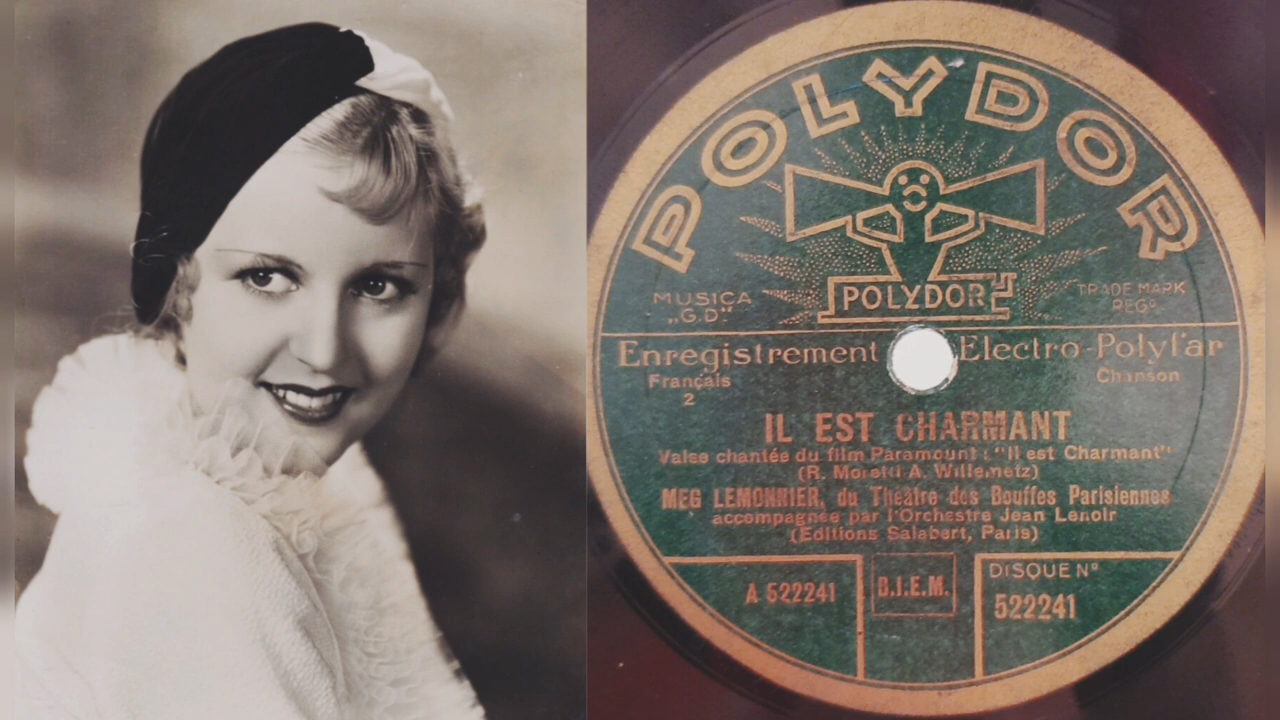 POLYDOR
POLYDOR
MUSICA
„G.D”
TRADE MARK
REGº
Enregistrement Electro-Polyfar
Français
2
Chanson
IL EST CHARMANT
Valse chantée du film Paramount : "Il est Charmant"
(R. Moretti A. Willemetz)
MEG LEMONNIER, du Théâtre des Bouffes Parisiennes
accompagnée par l'Orchestre Jean Lenoir
(Editions Salabert, Paris)
A 522241
B.I.E.M.
DISQUE Nº
522241